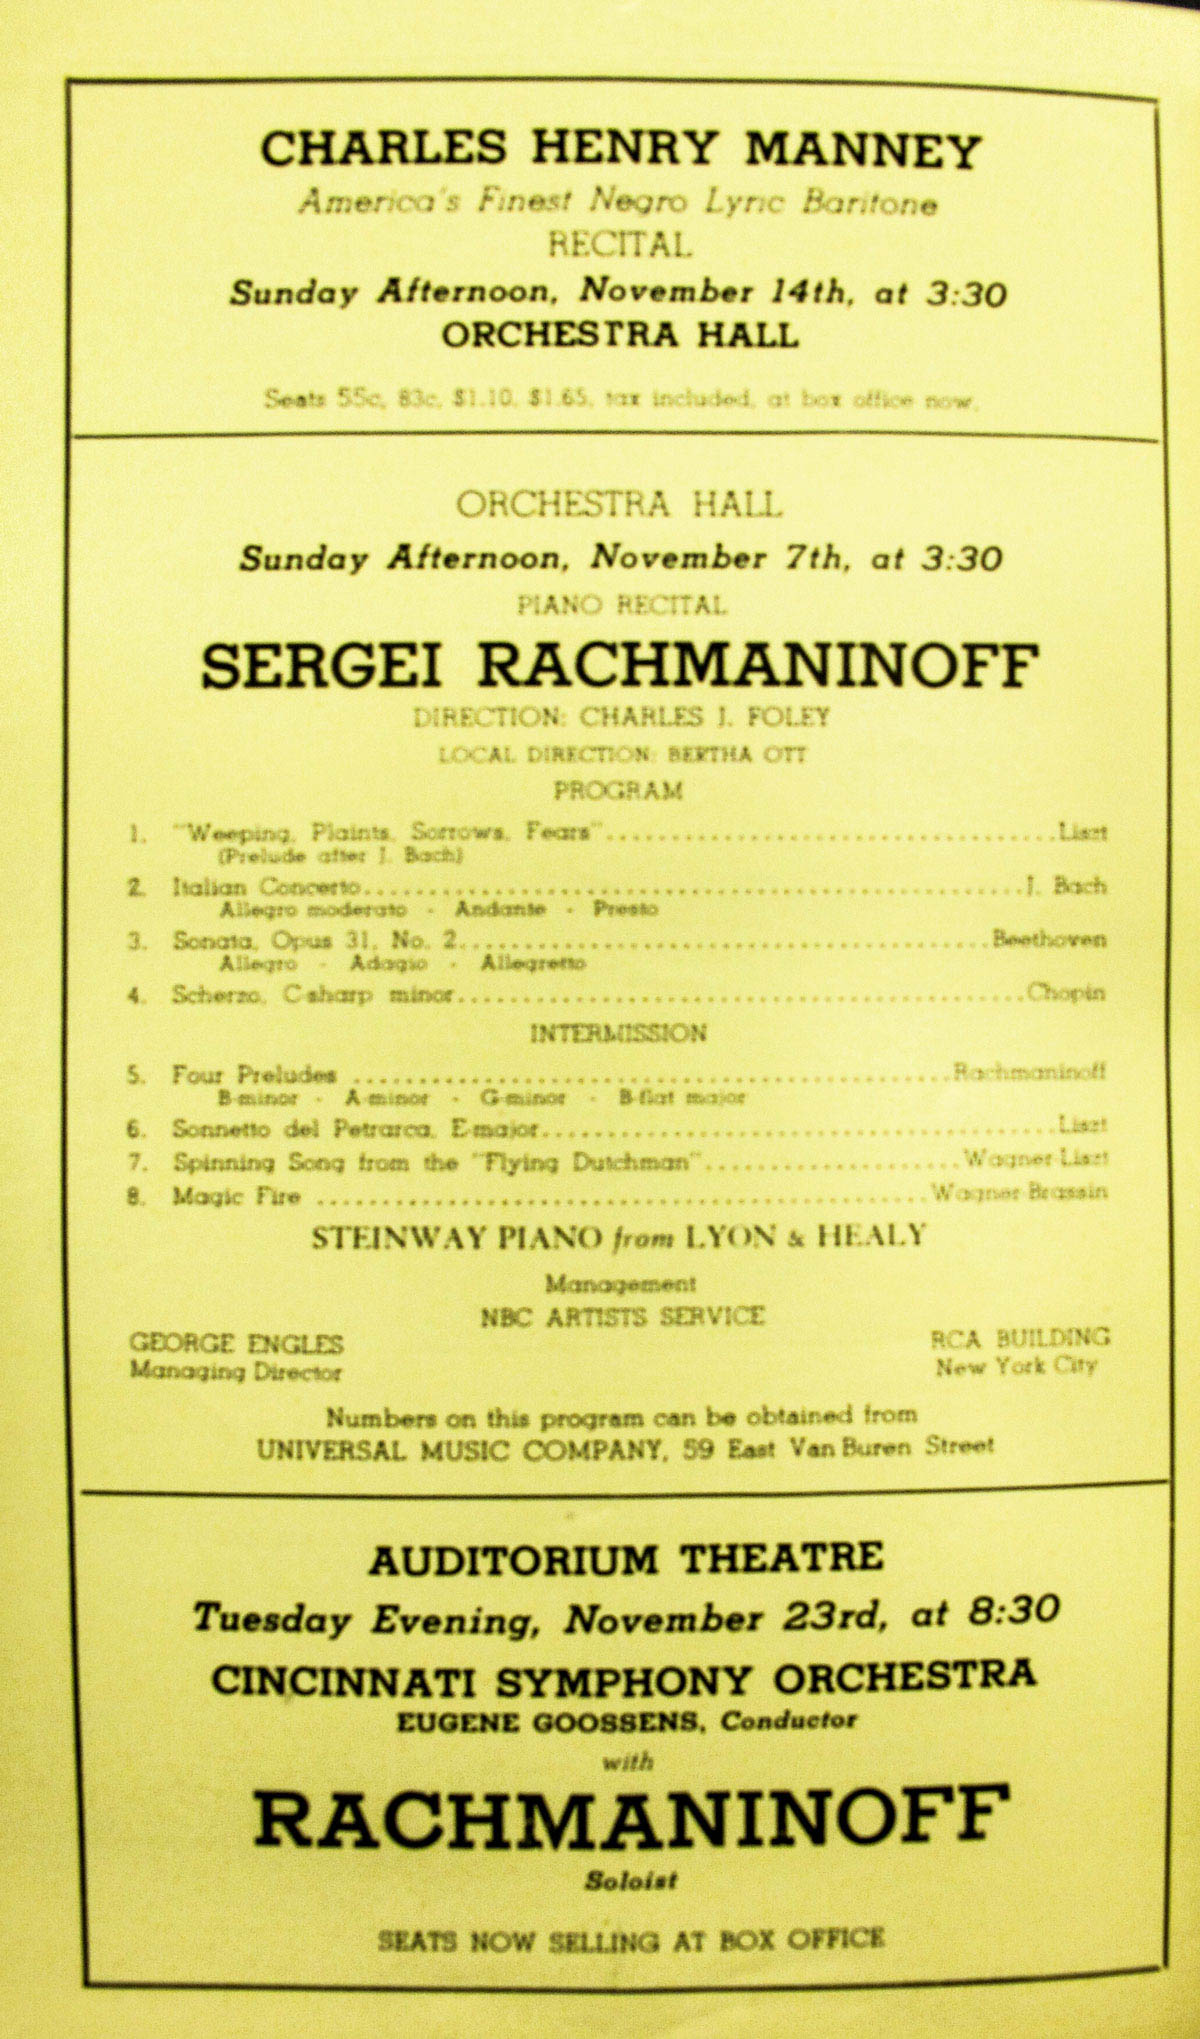 CHARLES HENRY MANNEY
America's Finest Negro Lyric Baritone
RECITAL
Sunday Afternoon, November 14th, at 3:30
ORCHESTRA HALL
Seats 55c, 83c, $1.10, $1.65, tax included, at box office now.
ORCHESTRA HALL
Sunday Afternoon, November 7th, at 3:30
PIANO RECITAL
SERGEI RACHMANINOFF
DIRECTION: CHARLES J. FOLEY
LOCAL DIRECTION: BERTHA OTT
PROGRAM
1. "Weeping, Plaints, Sorrows, Fears"..................................Liszt
(Prelude after J. Bach)
2. Italian Concerto..................................................J. Bach
Allegro moderato - Andante - Presto
3. Sonata, Opus 31, No. 2........................................Beethoven
Allegro - Adagio - Allegretto
4. Scherzo, C-sharp minor...........................................Chopin
INTERMISSION
5. Four Preludes .............................................Rachmaninoff
B-minor - A-minor - G-minor - B-flat major
6. Sonnetto del Petrarca, E-major.......................................Liszt
7. Spinning Song from the "Flying Dutchman"...................Wagner-Liszt
8. Magic Fire ..............................................Wagner-Brassin
STEINWAY PIANO from LYON & HEALY
Management
NBC ARTISTS SERVICE
GEORGE ENGLES RCA BUILDING
Managing Director New York City
Numbers on this program can be obtained from
UNIVERSAL MUSIC COMPANY, 59 East Van Buren Street
AUDITORIUM THEATRE
Tuesday Evening, November 23rd, at 8:30
CINCINNATI SYMPHONY ORCHESTRA
EUGENE GOOSSENS, Conductor
with
RACHMANINOFF
Soloist
SEATS NOW SELLING AT BOX OFFICE